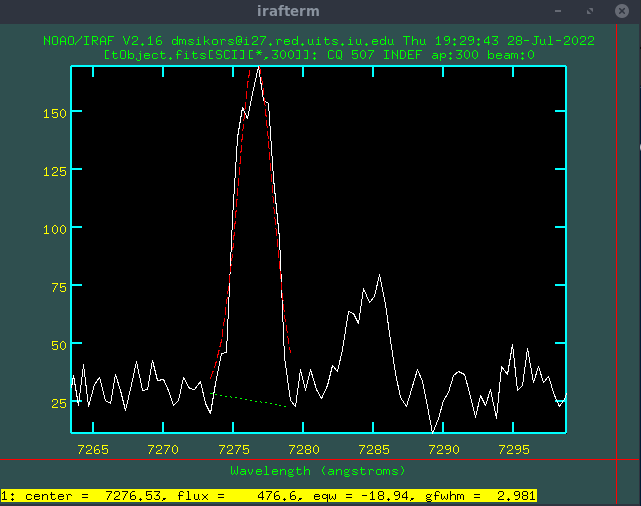 irafterm
NOAO/IRAF V2.16 dmsikors@i27.red.uits.iu.edu Thu 19:29:43 28-Jul-2022
[tObject.fits[SCI][*,300]]: CQ 507 INDEF ap:300 beam:0
150
125
100
75
50
25
7265 7270 7275 7280 7285 7290 7295
Wavelength (angstroms)
1: center = 7276.53, flux = 476.6, eqw = -18.94, gfwhm = 2.981